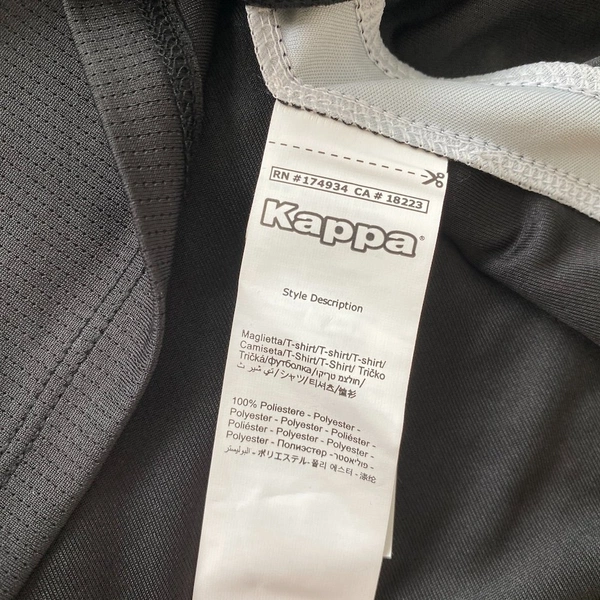 RN #174934 CA # 18223
Kappa®
Style Description
Maglietta/T-shirt/T-shirt/T-shirt/
Camiseta/T-Shirt/T-Shirt/ Tričko
Tričká/футболка/חולצת טריקו/
تي شيرت/シャツ/티셔츠/恤衫
100% Poliestere - Polyester -
Polyester - Polyester - Poliéster -
Poliéster - Polyester - Polyester -
Polyester - Полиэстер - פוליאסטר -
البوليستر - ポリエステル- 폴리 에스터 - 涤纶